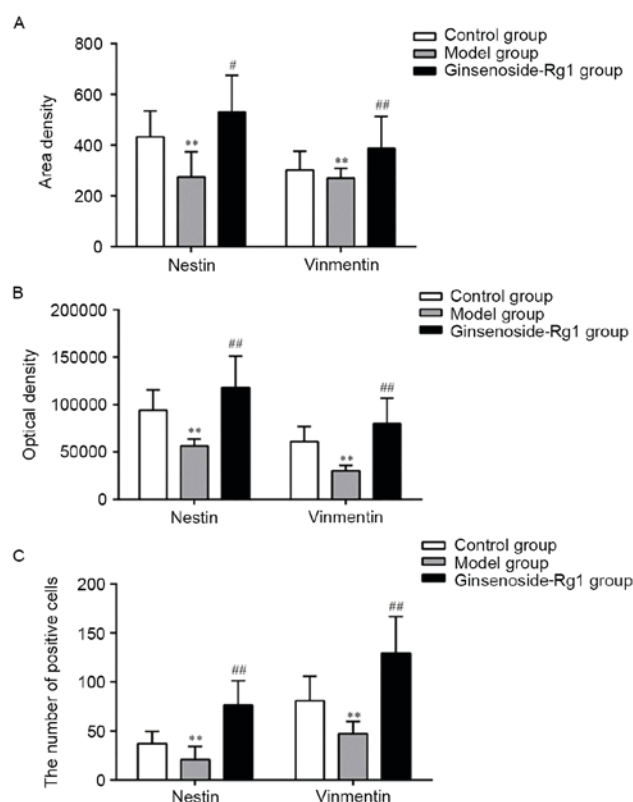 A
Control group
Model group
Ginsenoside-Rg1 group
Area density
800
600
400
200
0
**
#
**
##
Nestin
Vinmentin
B
Control group
Model group
Ginsenoside-Rg1 group
Optical density
200000
150000
100000
50000
0
**
##
**
##
Nestin
Vinmentin
C
Control group
Model group
Ginsenoside-Rg1 group
The number of positive cells
200
150
100
50
0
**
##
**
##
Nestin
Vinmentin